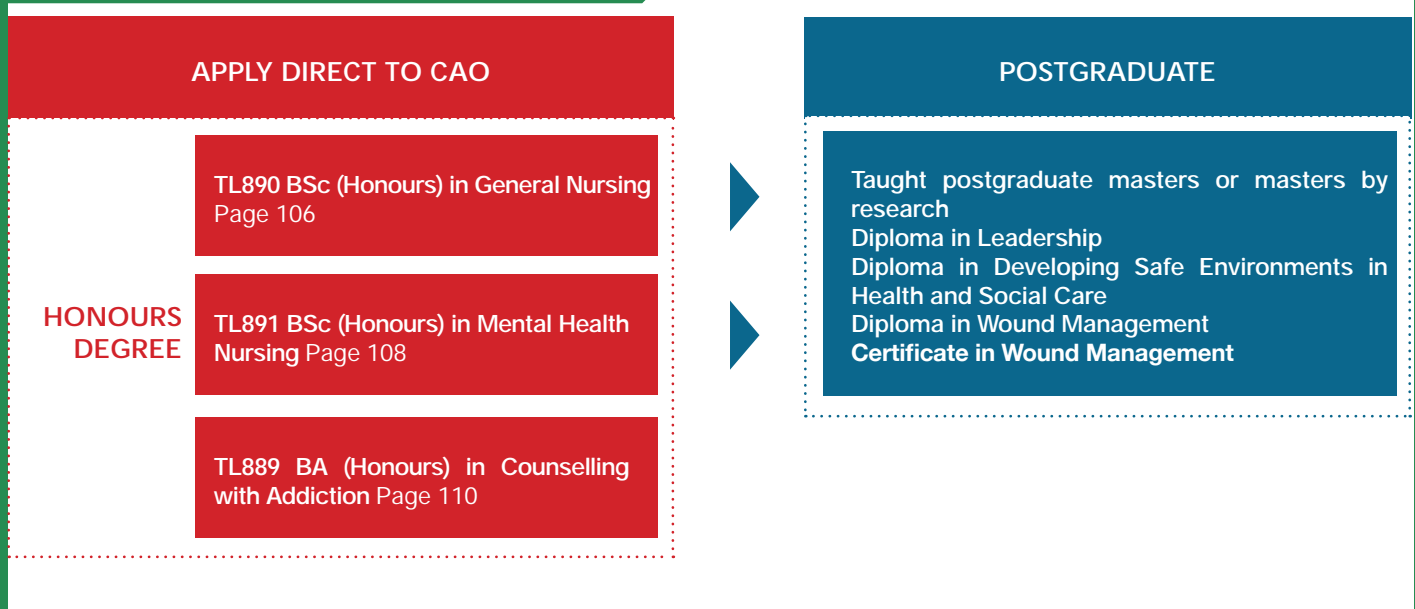 APPLY DIRECT TO CAO
HONOURS
DEGREE
TL890 BSc (Honours) in General Nursing
Page 106
TL891 BSc (Honours) in Mental Health
Nursing Page 108
TL889 BA (Honours) in Counselling
with Addiction Page 110
POSTGRADUATE
Taught postgraduate masters or masters by
research
Diploma in Leadership
Diploma in Developing Safe Environments in
Health and Social Care
Diploma in Wound Management
Certificate in Wound Management